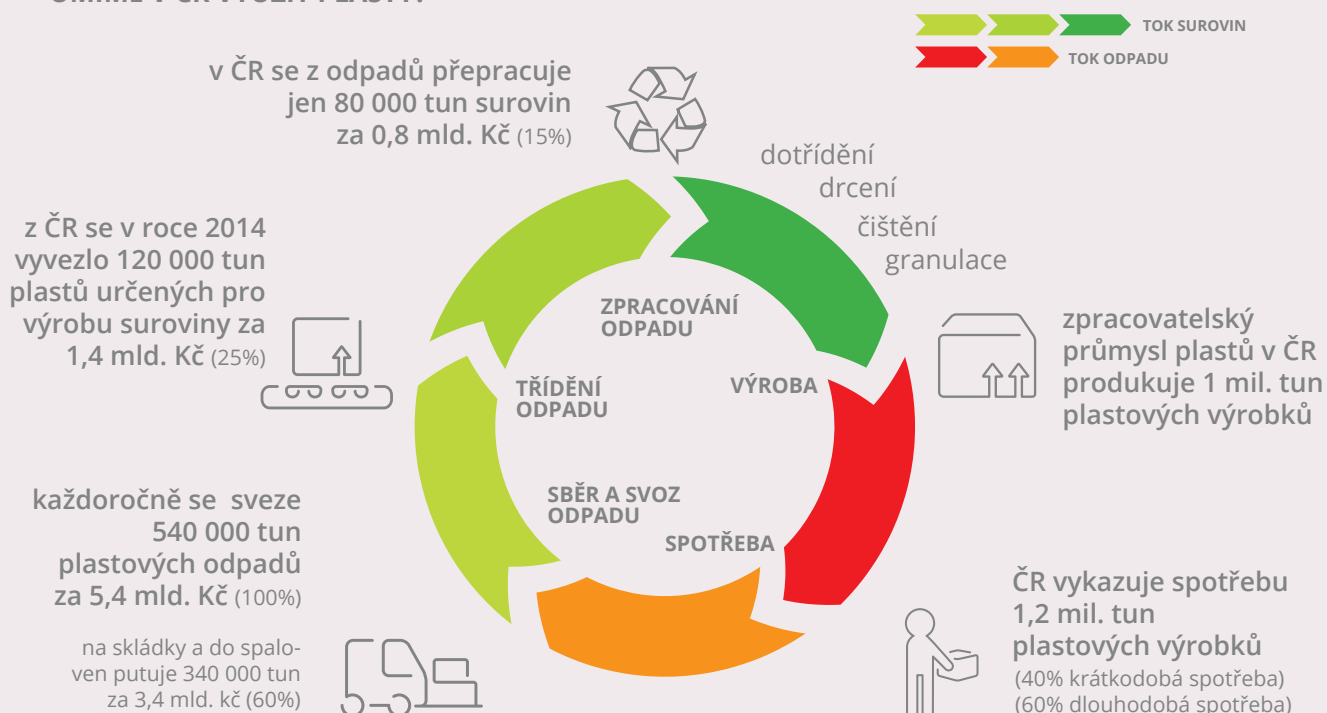 TOK SUROVIN
TOK ODPADU
v ČR se z odpadů přepracuje
jen 80 000 tun surovin
za 0,8 mld. Kč (15%)
dotřídění
drcení
čištění
granulace
z ČR se v roce 2014
vyvezlo 120 000 tun
plastů určených pro
výrobu suroviny za
1,4 mld. Kč (25%)
ZPRACOVÁNÍ
ODPADU
TŘÍDĚNÍ
ODPADU
VÝROBA
zpracovatelský
průmysl plastů v ČR
produkuje 1 mil. tun
plastových výrobků
SBĚR A SVOZ
ODPADU
SPOTŘEBA
každoročně se sveze
540 000 tun
plastových odpadů
za 5,4 mld. Kč (100%)
na skládky a do spalo-
ven putuje 340 000 tun
za 3,4 mld. kč (60%)
ČR vykazuje spotřebu
1,2 mil. tun
plastových výrobků
(40% krátkodobá spotřeba)
(60% dlouhodobá spotřeba)